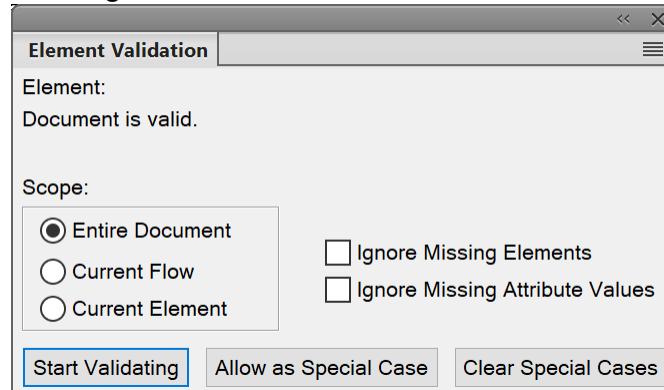 Element Validation
Element:
Document is valid.
Scope:
Entire Document
Current Flow
Current Element
Ignore Missing Elements
Ignore Missing Attribute Values
Start Validating
Allow as Special Case
Clear Special Cases